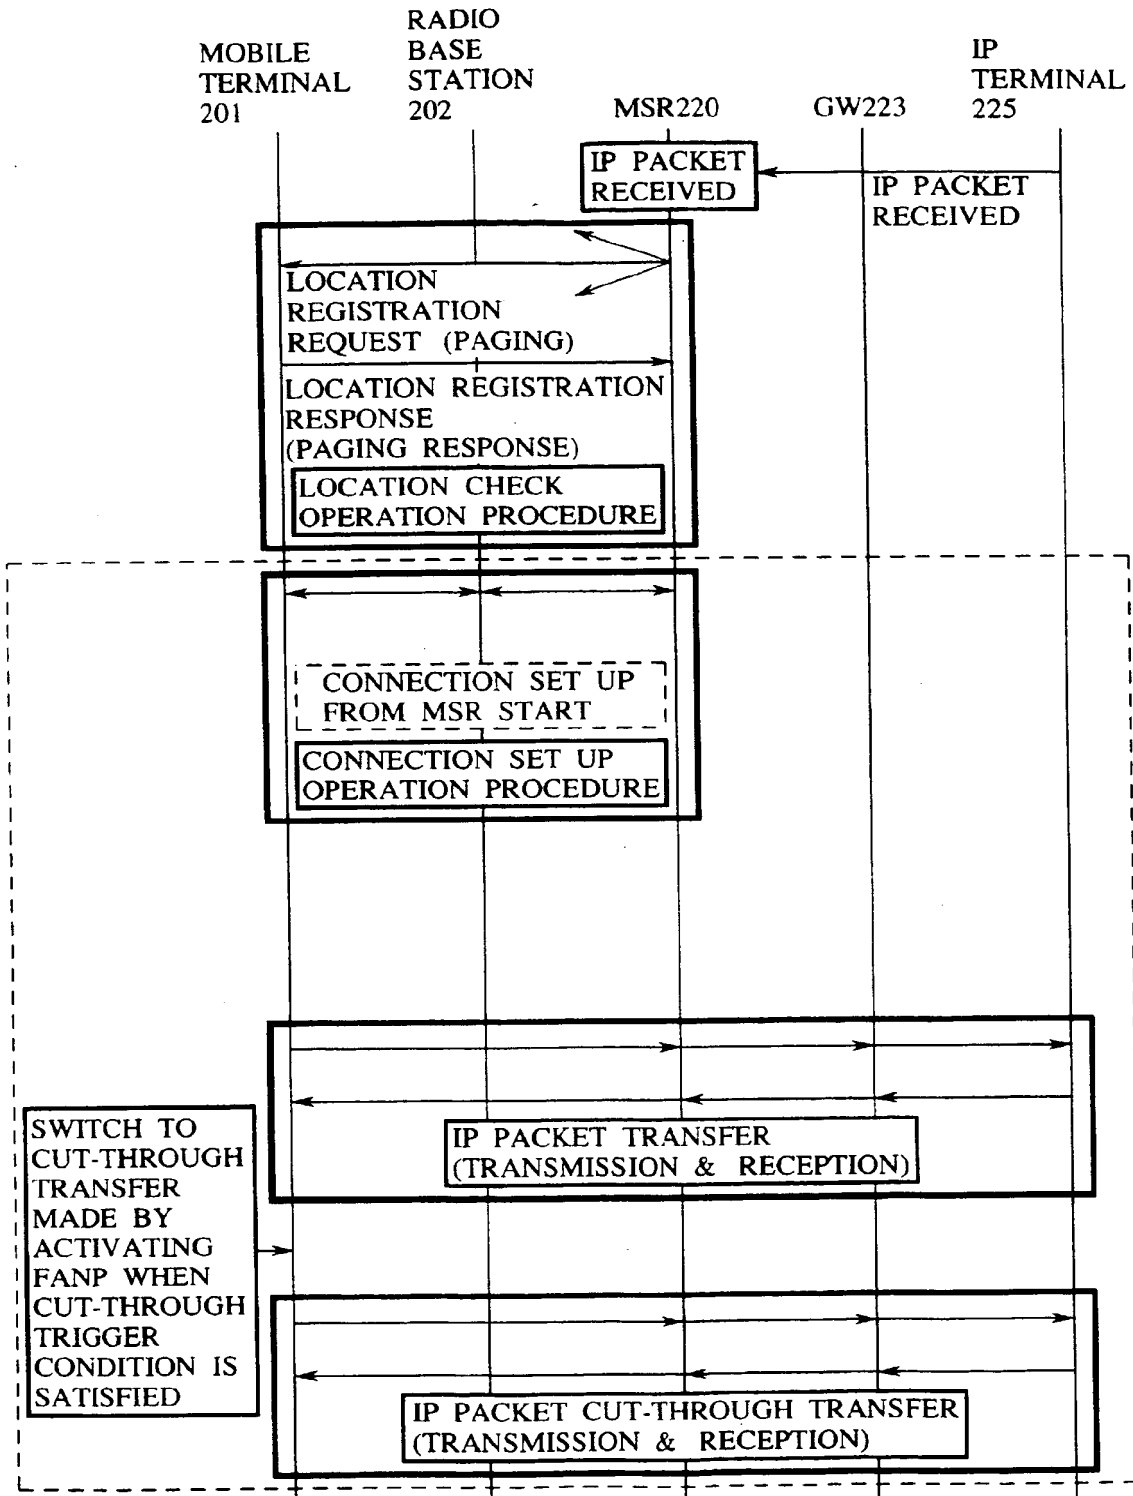 MOBILE
TERMINAL
201
RADIO
BASE
STATION
202
MSR220
GW223
IP
TERMINAL
225
IP PACKET
RECEIVED
IP PACKET
RECEIVED
LOCATION
REGISTRATION
REQUEST (PAGING)
LOCATION REGISTRATION
RESPONSE
(PAGING RESPONSE)
LOCATION CHECK
OPERATION PROCEDURE
CONNECTION SET UP
FROM MSR START
CONNECTION SET UP
OPERATION PROCEDURE
IP PACKET TRANSFER
(TRANSMISSION & RECEPTION)
SWITCH TO
CUT-THROUGH
TRANSFER
MADE BY
ACTIVATING
FANP WHEN
CUT-THROUGH
TRIGGER
CONDITION IS
SATISFIED
IP PACKET CUT-THROUGH TRANSFER
(TRANSMISSION & RECEPTION)